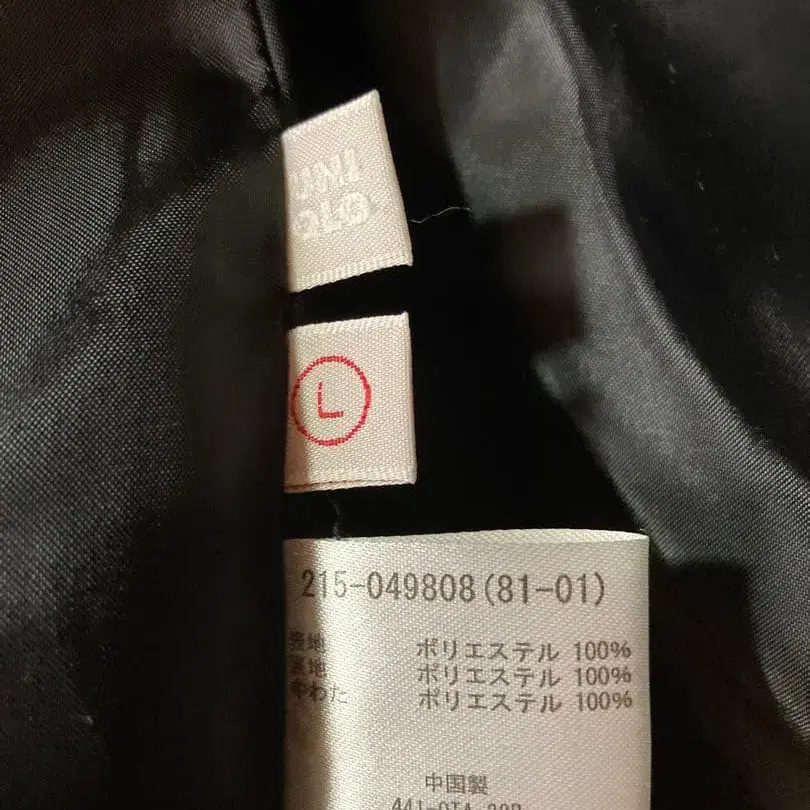 UNI
QLO
L
215-049808(81-01)
表地 ポリエステル 100%
裏地 ポリエステル 100%
中わた ポリエステル 100%
中国製